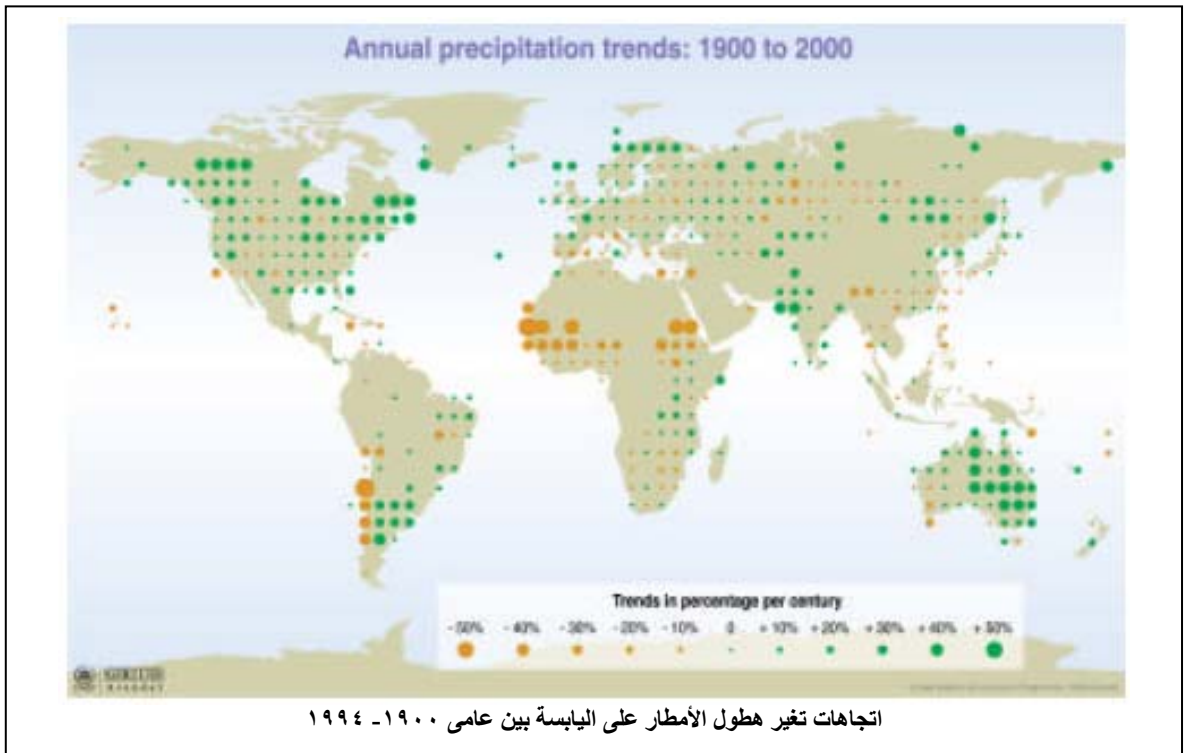 Annual precipitation trends: 1900 to 2000
Trends in percentage per century
-50% -40% -30% -20% -10% 0 +10% +20% +30% +40% +50%
اتجاهات تغير هطول الأمطار على اليابسة بين عامى ١٩٠٠- ١٩٩٤